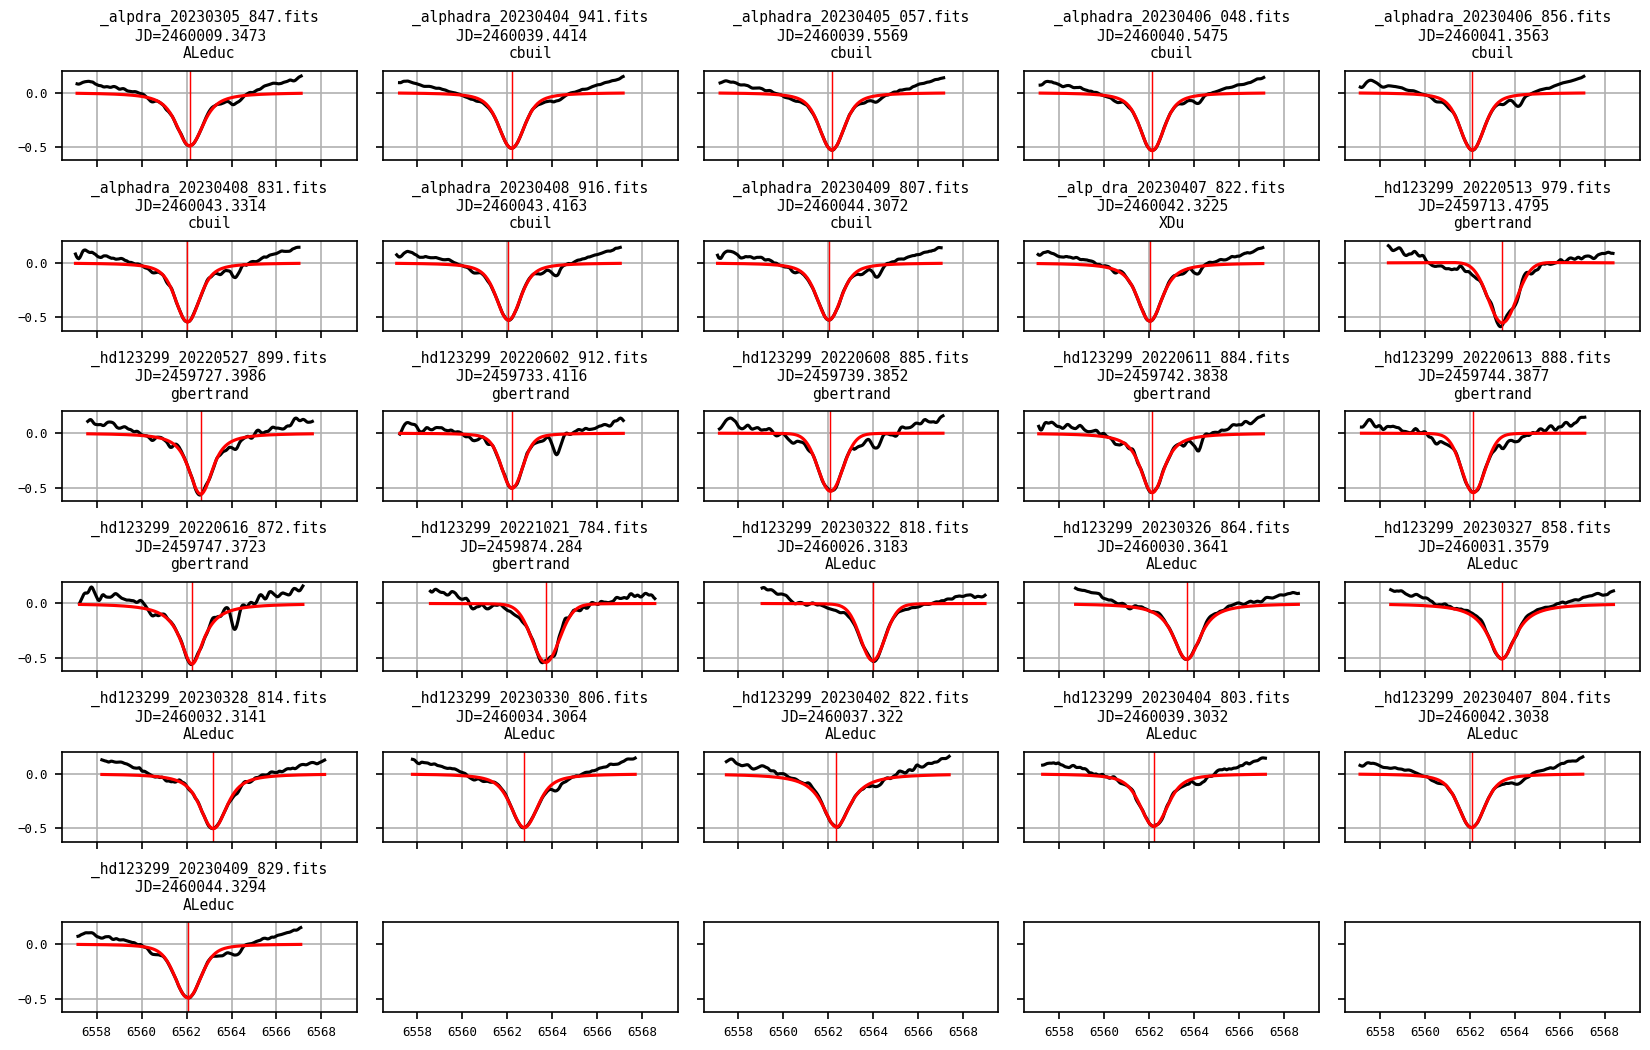 _alpdra_20230305_847.fits
JD=2460009.3473
ALeduc
_alphadra_20230404_941.fits
JD=2460039.4414
cbuil
_alphadra_20230405_057.fits
JD=2460039.5569
cbuil
_alphadra_20230406_048.fits
JD=2460040.5475
cbuil
_alphadra_20230406_856.fits
JD=2460041.3563
cbuil
0.0
−0.5
_alphadra_20230408_831.fits
JD=2460043.3314
cbuil
_alphadra_20230408_916.fits
JD=2460043.4163
cbuil
_alphadra_20230409_807.fits
JD=2460044.3072
cbuil
_alp_dra_20230407_822.fits
JD=2460042.3225
XDu
_hd123299_20220513_979.fits
JD=2459713.4795
gbertrand
0.0
−0.5
_hd123299_20220527_899.fits
JD=2459727.3986
gbertrand
_hd123299_20220602_912.fits
JD=2459733.4116
gbertrand
_hd123299_20220608_885.fits
JD=2459739.3852
gbertrand
_hd123299_20220611_884.fits
JD=2459742.3838
gbertrand
_hd123299_20220613_888.fits
JD=2459744.3877
gbertrand
0.0
−0.5
_hd123299_20220616_872.fits
JD=2459747.3723
gbertrand
_hd123299_20221021_784.fits
JD=2459874.284
gbertrand
_hd123299_20230322_818.fits
JD=2460026.3183
ALeduc
_hd123299_20230326_864.fits
JD=2460030.3641
ALeduc
_hd123299_20230327_858.fits
JD=2460031.3579
ALeduc
0.0
−0.5
_hd123299_20230328_814.fits
JD=2460032.3141
ALeduc
_hd123299_20230330_806.fits
JD=2460034.3064
ALeduc
_hd123299_20230402_822.fits
JD=2460037.322
ALeduc
_hd123299_20230404_803.fits
JD=2460039.3032
ALeduc
_hd123299_20230407_804.fits
JD=2460042.3038
ALeduc
0.0
−0.5
_hd123299_20230409_829.fits
JD=2460044.3294
ALeduc
0.0
−0.5
6558 6560 6562 6564 6566 6568
6558 6560 6562 6564 6566 6568
6558 6560 6562 6564 6566 6568
6558 6560 6562 6564 6566 6568
6558 6560 6562 6564 6566 6568